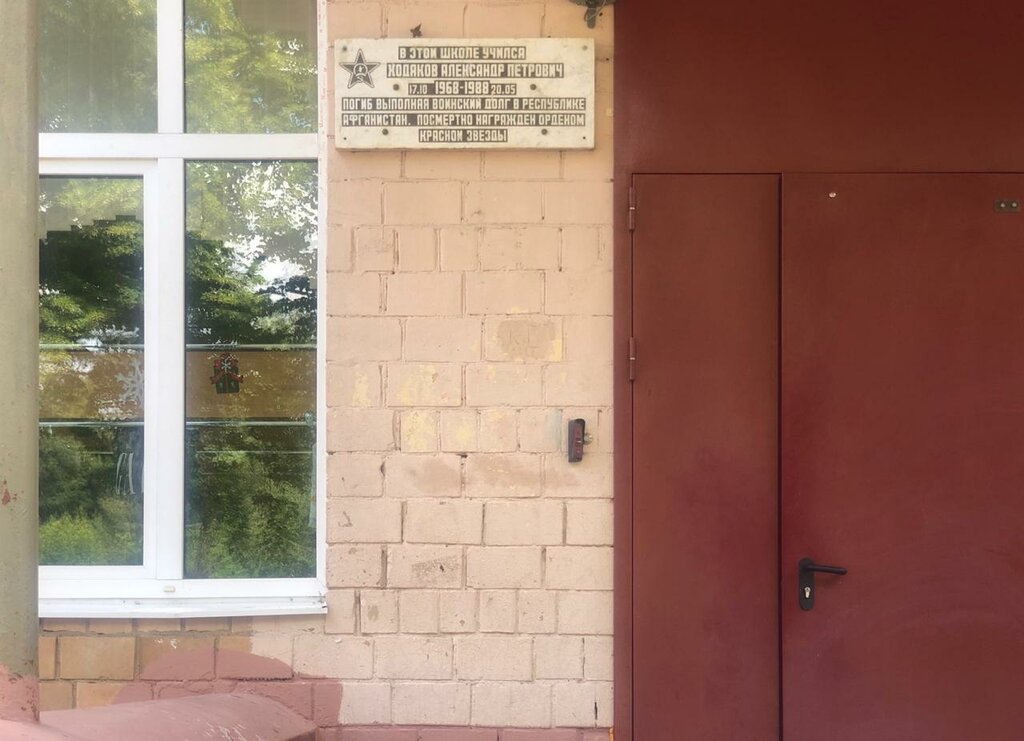 В ЭТОЙ ШКОЛЕ УЧИЛСЯ
ХОДАКОВ АЛЕКСАНДР ПЕТРОВИЧ
17.10 1968-1988 20.05
ПОГИБ ВЫПОЛНЯЯ ВОИНСКИЙ ДОЛГ В РЕСПУБЛИКЕ
АФГАНИСТАН. ПОСМЕРТНО НАГРАЖДЕН ОРДЕНОМ
КРАСНОЙ ЗВЕЗДЫ